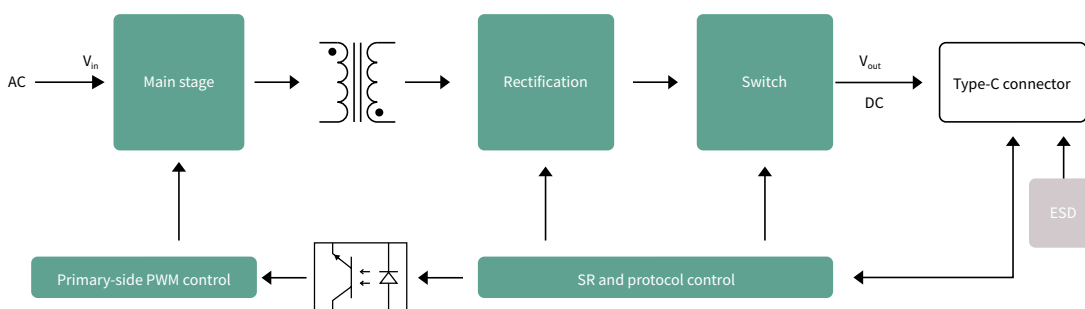 AC
Vin
Main stage
Rectification
Switch
Vout
DC
Type-C connector
ESD
Primary-side PWM control
SR and protocol control